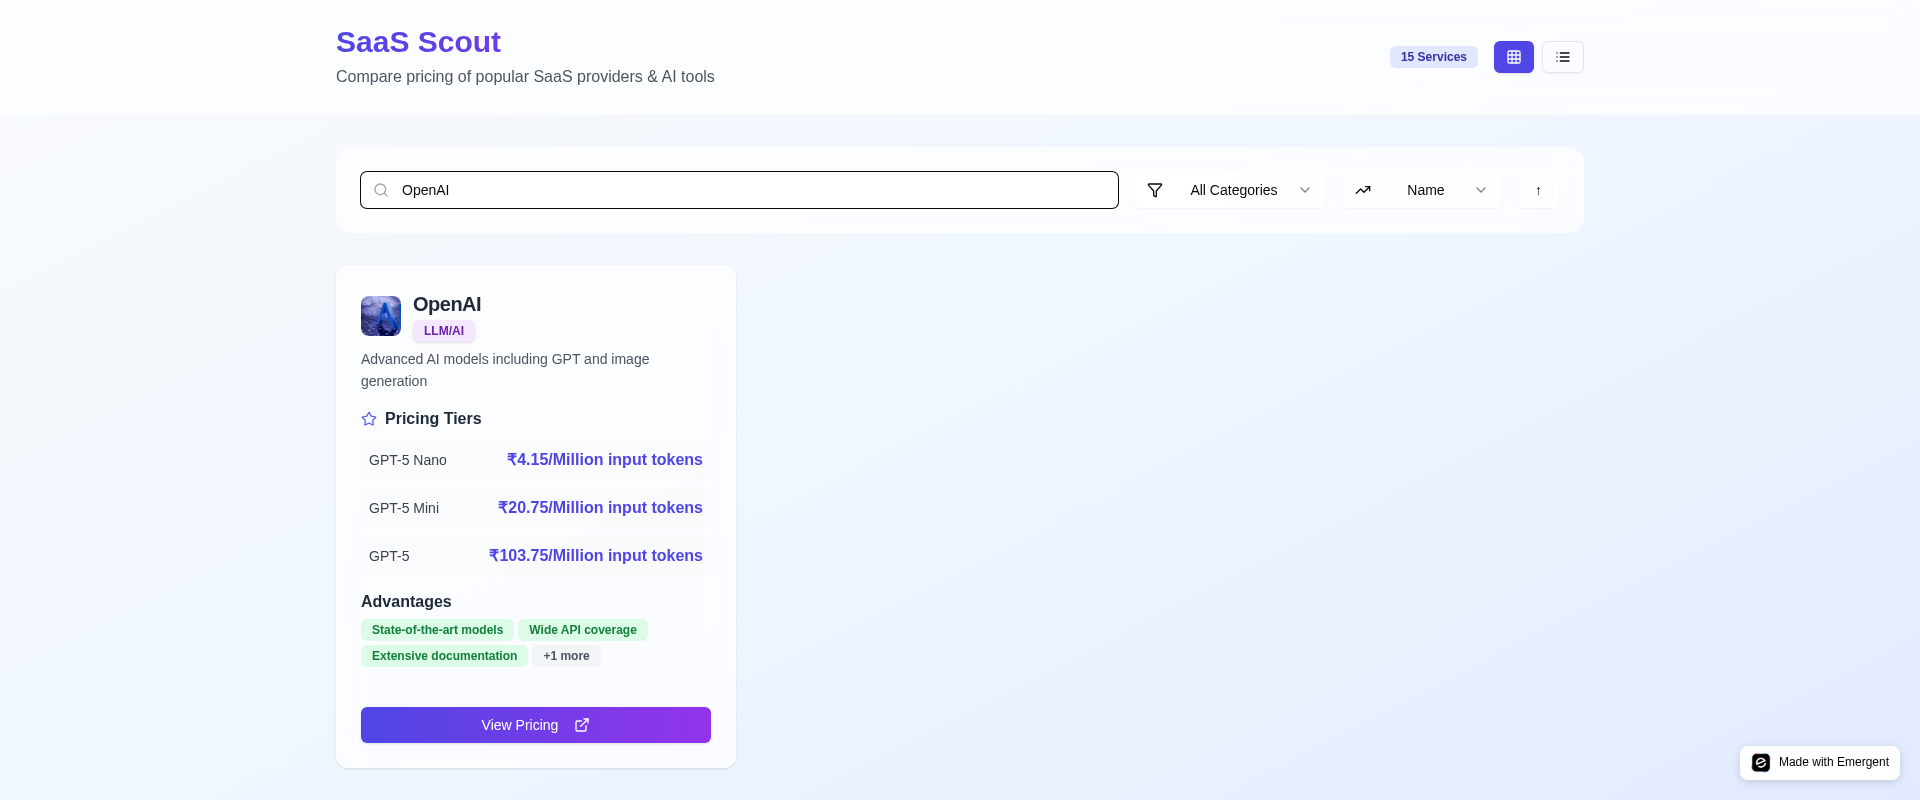 SaaS Scout
Compare pricing of popular SaaS providers & AI tools
15 Services
OpenAI
All Categories
Name
↑
OpenAI
LLM/AI
Advanced AI models including GPT and image
generation
Pricing Tiers
GPT-5 Nano ₹4.15/Million input tokens
GPT-5 Mini ₹20.75/Million input tokens
GPT-5 ₹103.75/Million input tokens
Advantages
State-of-the-art models Wide API coverage
Extensive documentation +1 more
View Pricing
Made with Emergent